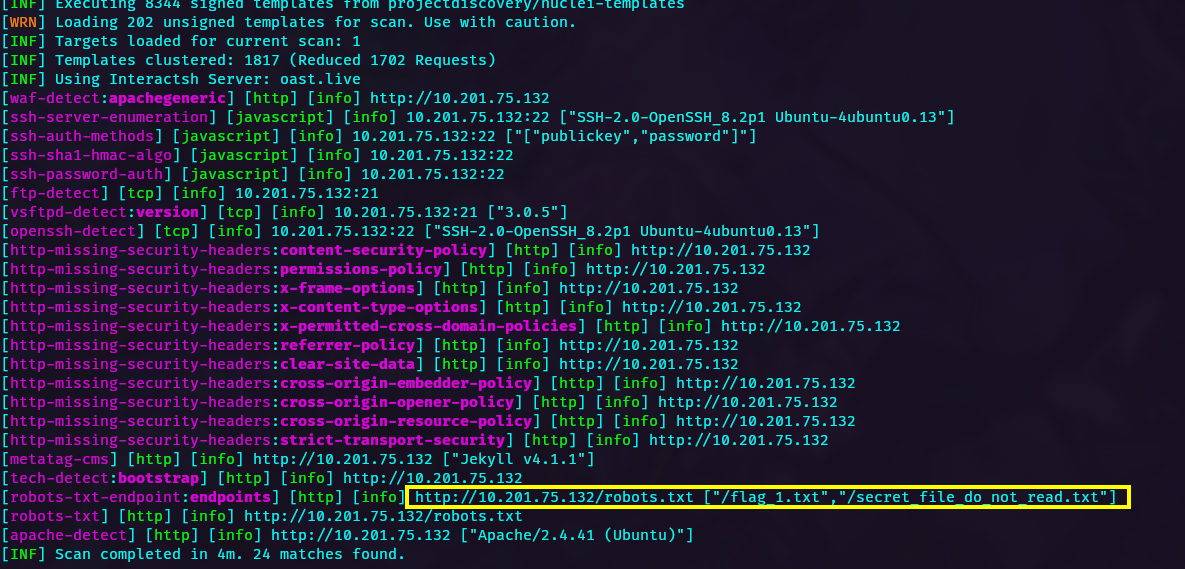 [INF] Executing 8344 signed templates from projectdiscovery/nuclei-templates
[WRN] Loading 202 unsigned templates for scan. Use with caution.
[INF] Targets loaded for current scan: 1
[INF] Templates clustered: 1817 (Reduced 1702 Requests)
[INF] Using Interactsh Server: oast.live
[waf-detect:apachegeneric] [http] [info] http://10.201.75.132
[ssh-server-enumeration] [javascript] [info] 10.201.75.132:22 ["SSH-2.0-OpenSSH_8.2p1 Ubuntu-4ubuntu0.13"]
[ssh-auth-methods] [javascript] [info] 10.201.75.132:22 ["["publickey","password"]"]
[ssh-sha1-hmac-algo] [javascript] [info] 10.201.75.132:22
[ssh-password-auth] [javascript] [info] 10.201.75.132:22
[ftp-detect] [tcp] [info] 10.201.75.132:21
[vsftpd-detect:version] [tcp] [info] 10.201.75.132:21 ["3.0.5"]
[openssh-detect] [tcp] [info] 10.201.75.132:22 ["SSH-2.0-OpenSSH_8.2p1 Ubuntu-4ubuntu0.13"]
[http-missing-security-headers:content-security-policy] [http] [info] http://10.201.75.132
[http-missing-security-headers:permissions-policy] [http] [info] http://10.201.75.132
[http-missing-security-headers:x-frame-options] [http] [info] http://10.201.75.132
[http-missing-security-headers:x-content-type-options] [http] [info] http://10.201.75.132
[http-missing-security-headers:x-permitted-cross-domain-policies] [http] [info] http://10.201.75.132
[http-missing-security-headers:referrer-policy] [http] [info] http://10.201.75.132
[http-missing-security-headers:clear-site-data] [http] [info] http://10.201.75.132
[http-missing-security-headers:cross-origin-embedder-policy] [http] [info] http://10.201.75.132
[http-missing-security-headers:cross-origin-opener-policy] [http] [info] http://10.201.75.132
[http-missing-security-headers:cross-origin-resource-policy] [http] [info] http://10.201.75.132
[http-missing-security-headers:strict-transport-security] [http] [info] http://10.201.75.132
[metatag-cms] [http] [info] http://10.201.75.132 ["Jekyll v4.1.1"]
[tech-detect:bootstrap] [http] [info] http://10.201.75.132
[robots-txt-endpoint:endpoints] [http] [info] http://10.201.75.132/robots.txt ["/flag_1.txt","/secret_file_do_not_read.txt"]
[robots-txt] [http] [info] http://10.201.75.132/robots.txt
[apache-detect] [http] [info] http://10.201.75.132 ["Apache/2.4.41 (Ubuntu)"]
[INF] Scan completed in 4m. 24 matches found.